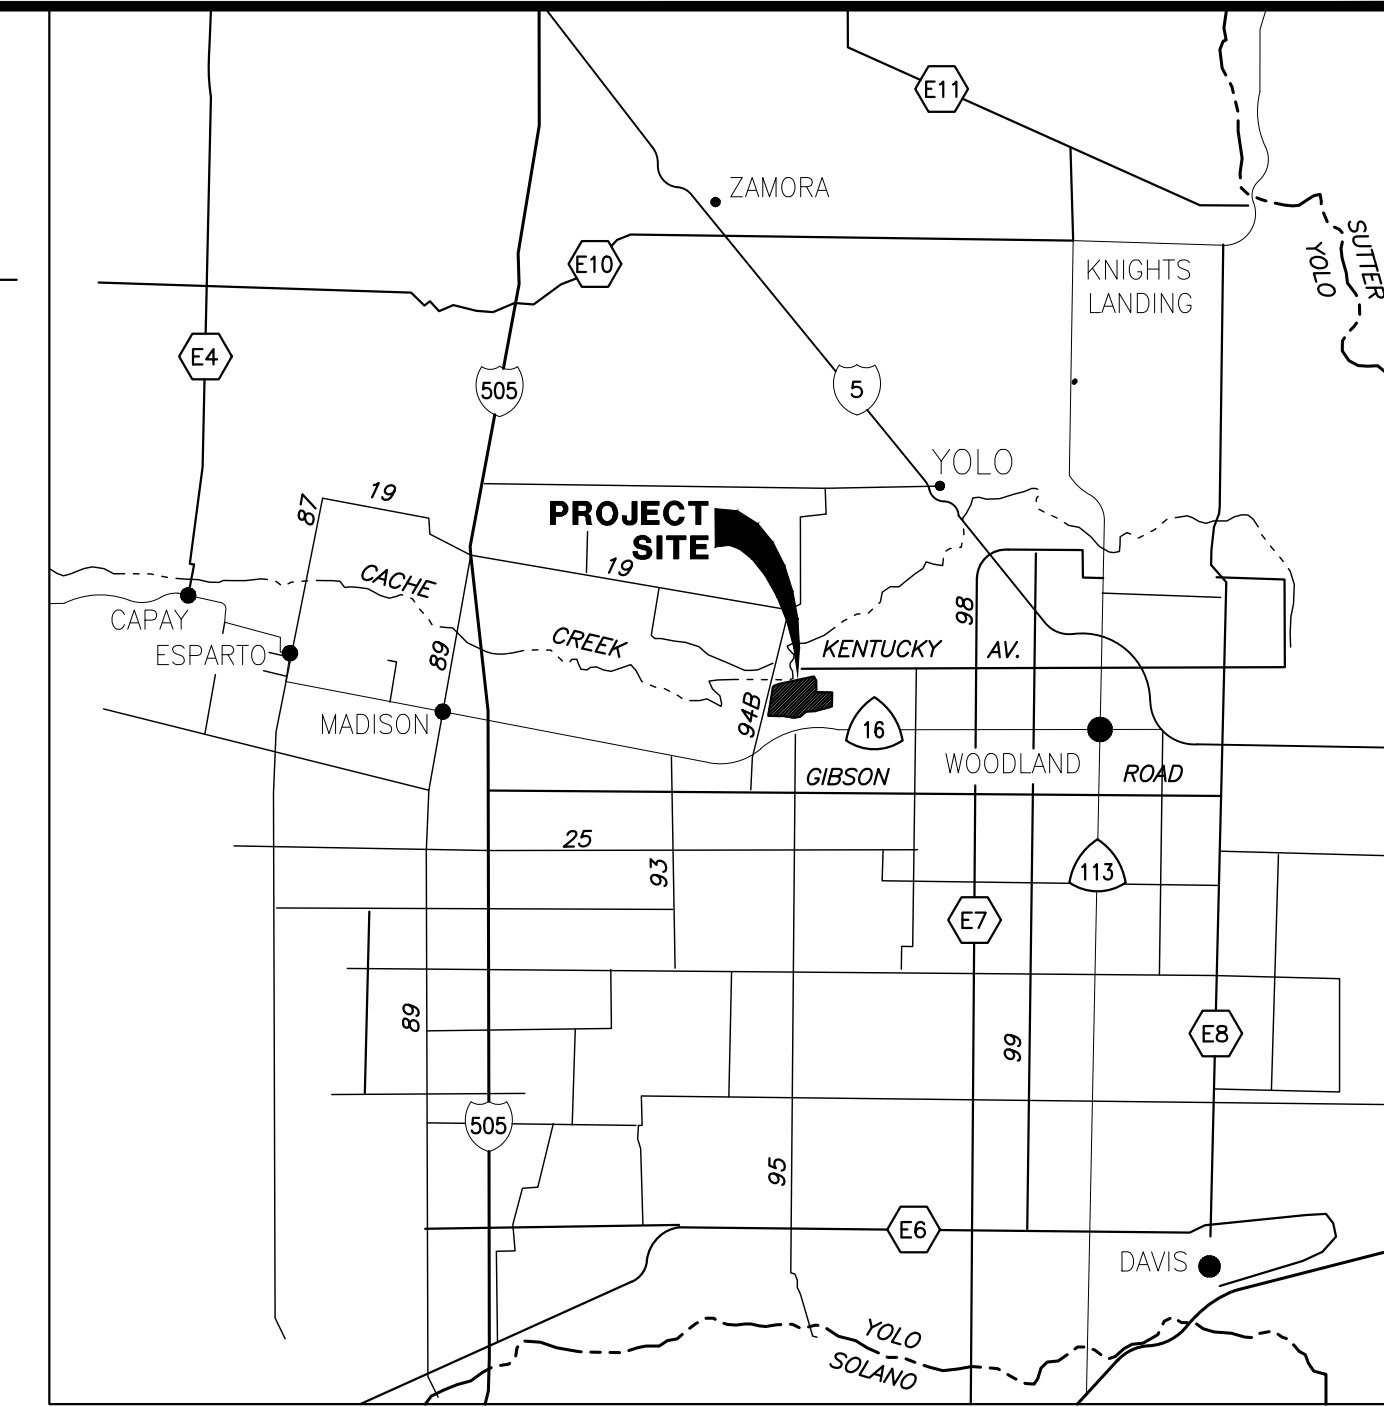 E11
ZAMORA
SUTTER
YOLO
E10
KNIGHTS
LANDING
E4
505
5
YOLO
87
19
PROJECT
SITE
19
CACHE
CAPAY
98
ESPARTO
89
CREEK
KENTUCKY AV.
MADISON
94B
16
WOODLAND
GIBSON ROAD
25
93
113
E7
89
99
E8
505
95
E6
DAVIS
YOLO
SOLANO